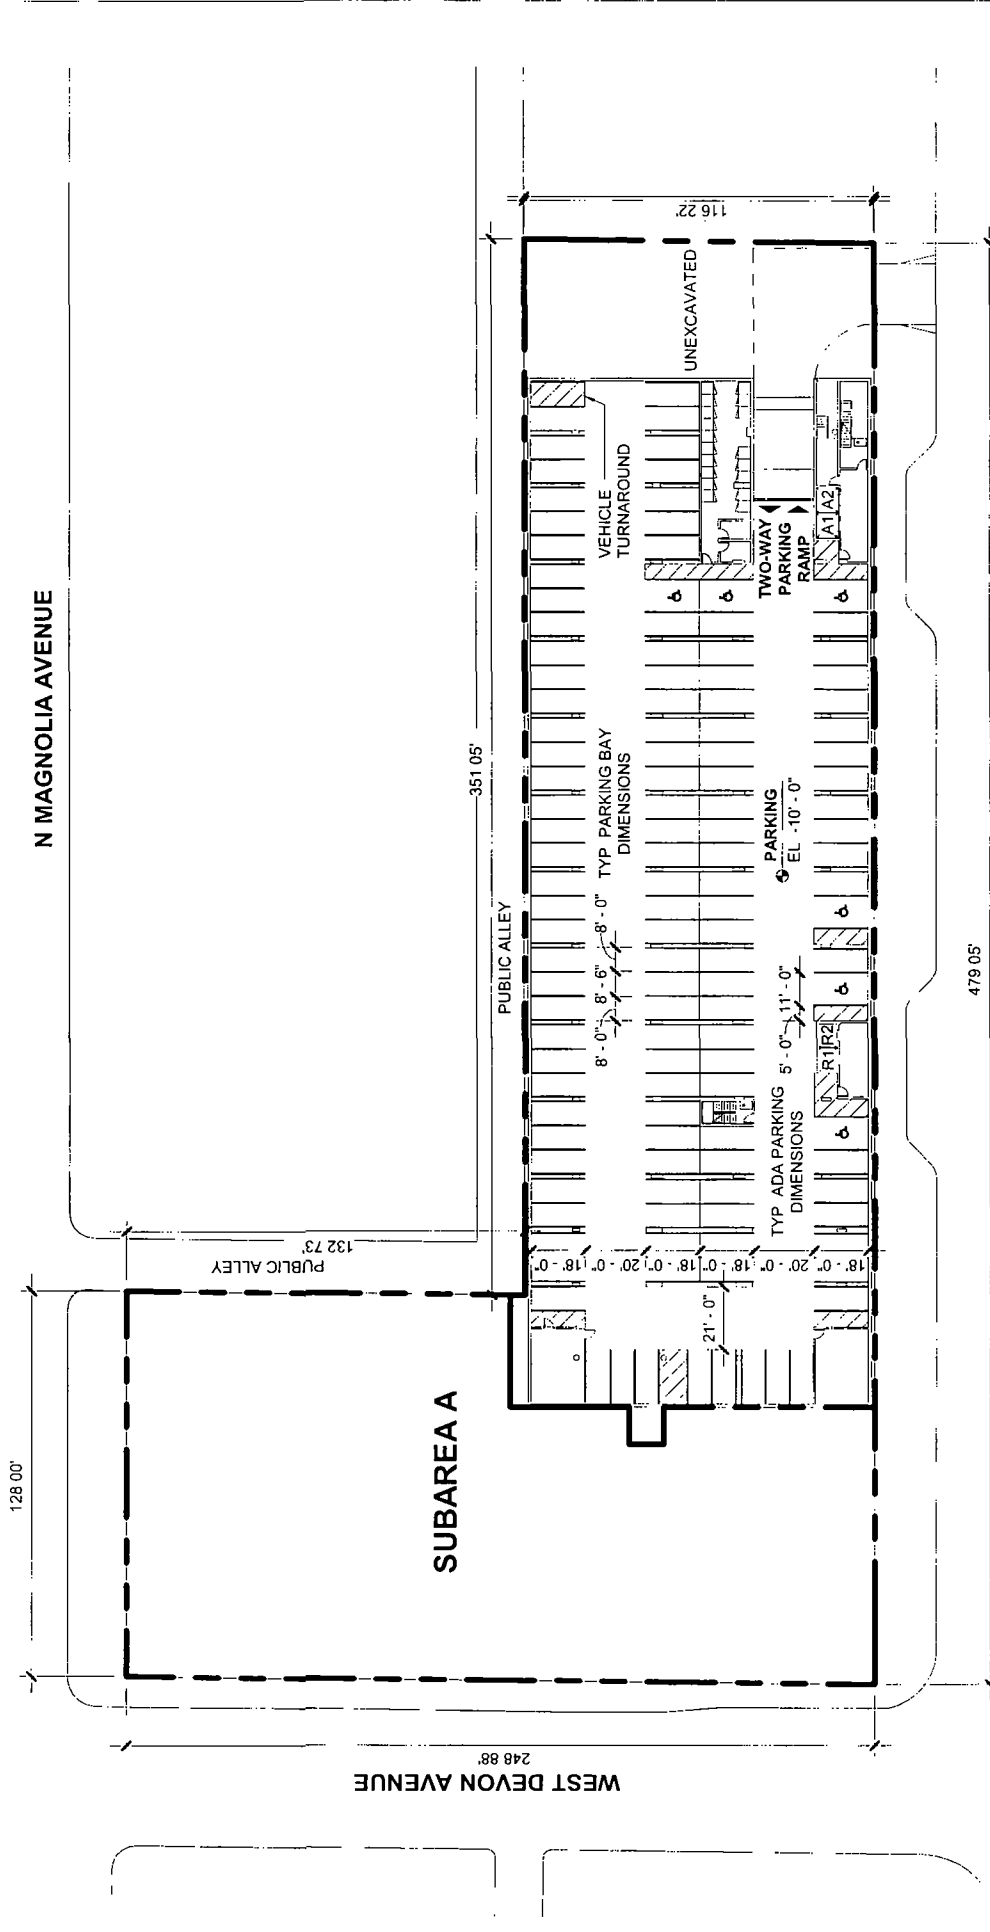 N MAGNOLIA AVENUE
351 05'
PUBLIC ALLEY
116 22'
UNEXCAVATED
VEHICLE
TURNAROUND
TWO-WAY
PARKING
RAMP
A1 A2
TYP PARKING BAY
DIMENSIONS
8' - 0"
8' - 6"
8' - 0"
PARKING
EL -10' - 0"
479 05'
5' - 0"
11' - 0"
R1 R2
TYP ADA PARKING
DIMENSIONS
132 73'
PUBLIC ALLEY
18' - 0"
20' - 0"
18' - 0"
18' - 0"
20' - 0"
18' - 0"
21' - 0"
128 00'
SUBAREA A
248 88'
WEST DEVON AVENUE